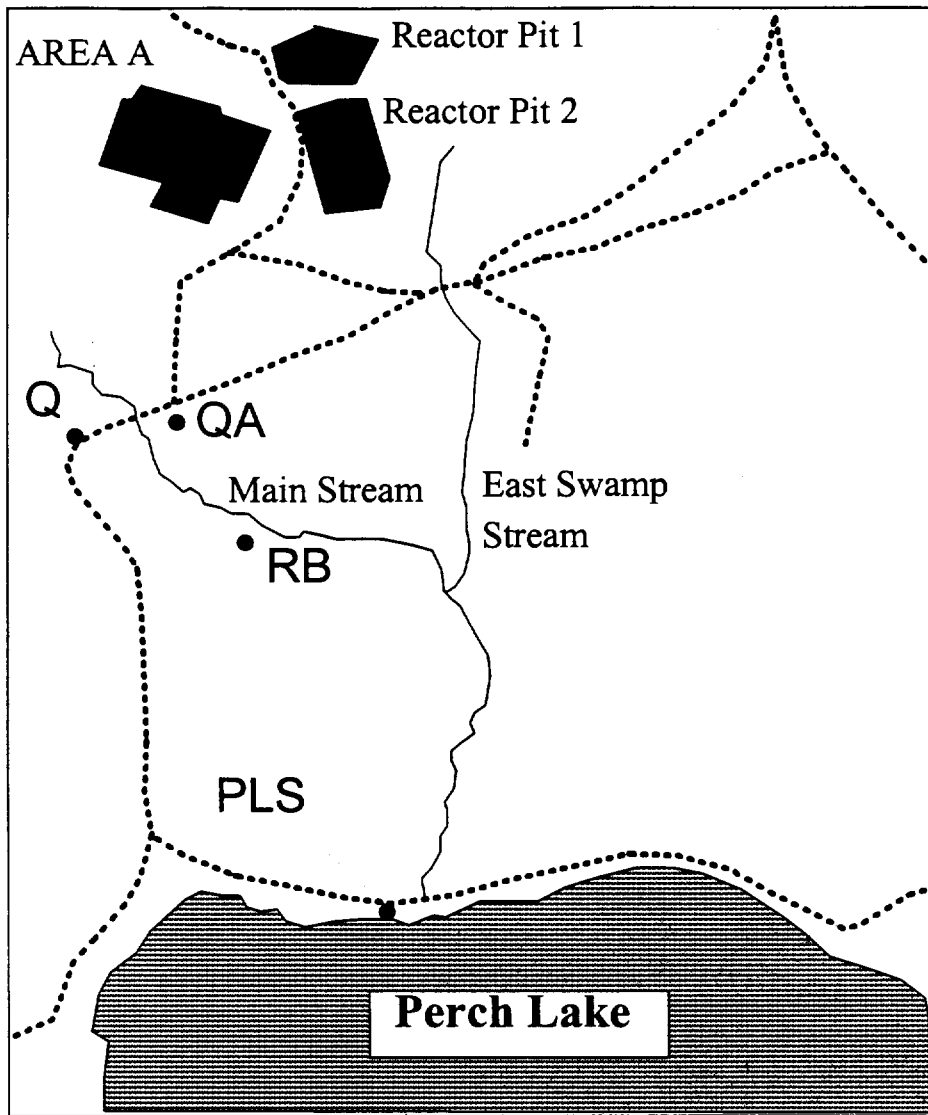 Reactor Pit 1
AREA A
Reactor Pit 2
Q
QA
Main Stream
East Swamp
Stream
RB
PLS
Perch Lake